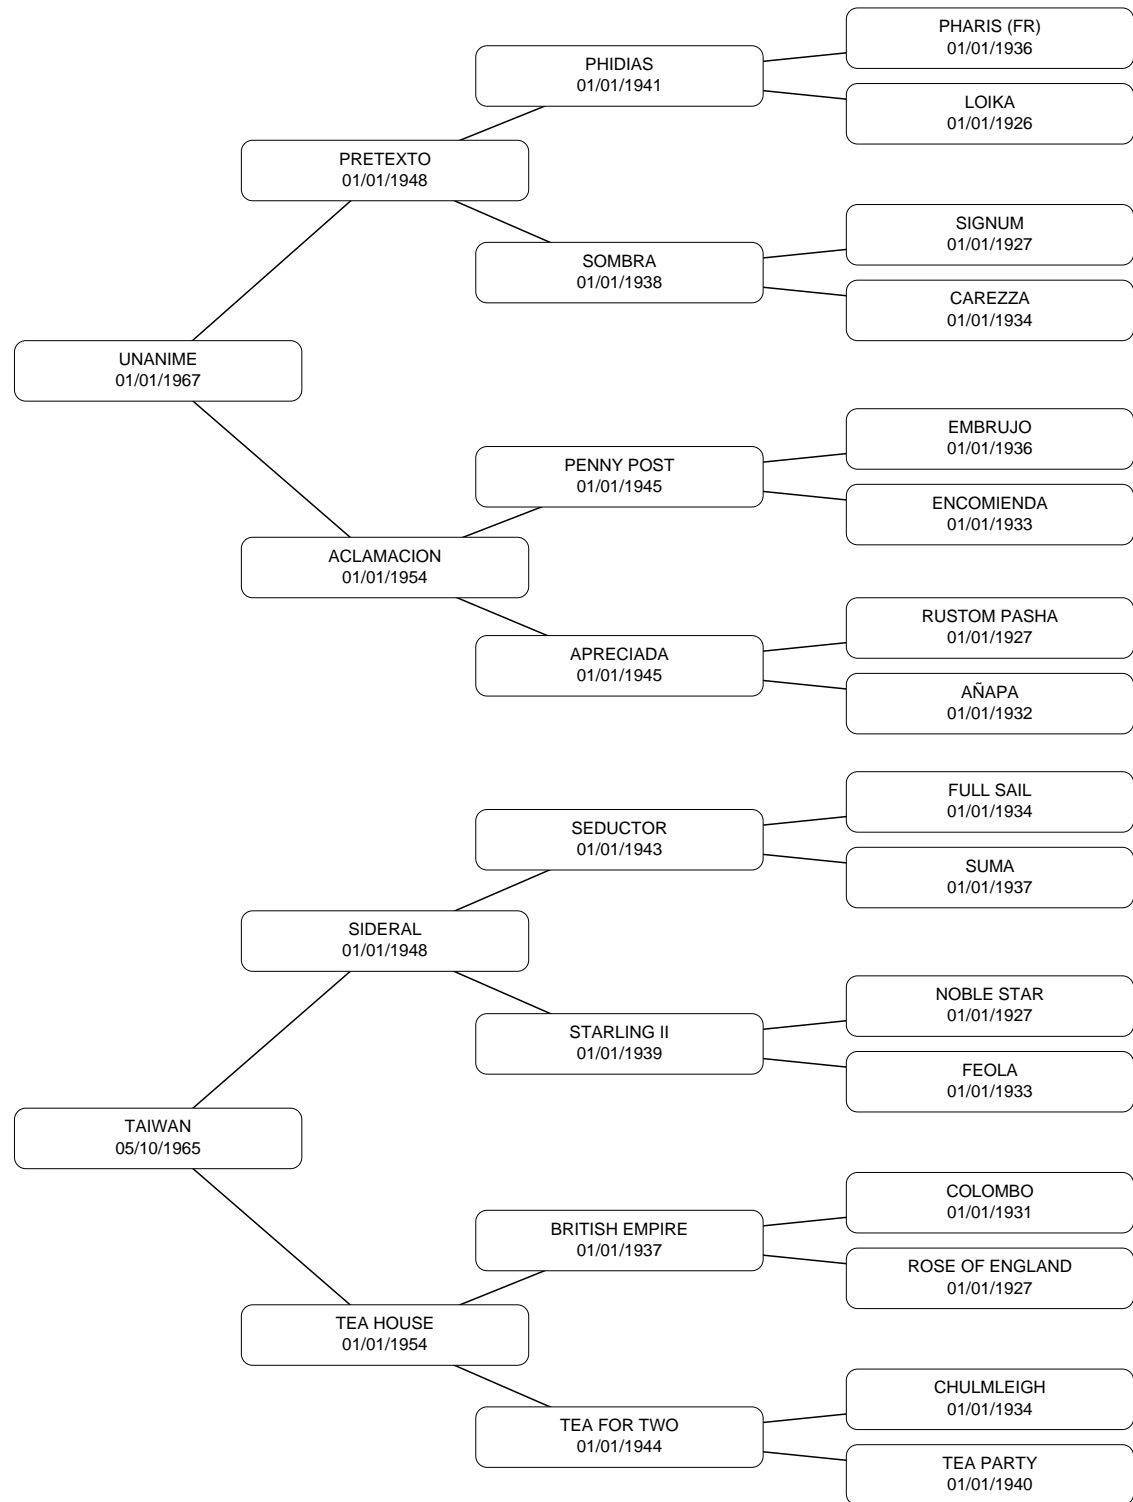 PHARIS (FR)
01/01/1936
PHIDIAS
01/01/1941
LOIKA
01/01/1926
PRETEXTO
01/01/1948
SIGNUM
01/01/1927
SOMBRA
01/01/1938
CAREZZA
01/01/1934
UNANIME
01/01/1967
EMBRUJO
01/01/1936
PENNY POST
01/01/1945
ENCOMIENDA
01/01/1933
ACLAMACION
01/01/1954
RUSTOM PASHA
01/01/1927
APRECIADA
01/01/1945
AÑAPA
01/01/1932
FULL SAIL
01/01/1934
SEDUCTOR
01/01/1943
SUMA
01/01/1937
SIDERAL
01/01/1948
NOBLE STAR
01/01/1927
STARLING II
01/01/1939
FEOLA
01/01/1933
TAIWAN
05/10/1965
COLOMBO
01/01/1931
BRITISH EMPIRE
01/01/1937
ROSE OF ENGLAND
01/01/1927
TEA HOUSE
01/01/1954
CHULMLEIGH
01/01/1934
TEA FOR TWO
01/01/1944
TEA PARTY
01/01/1940